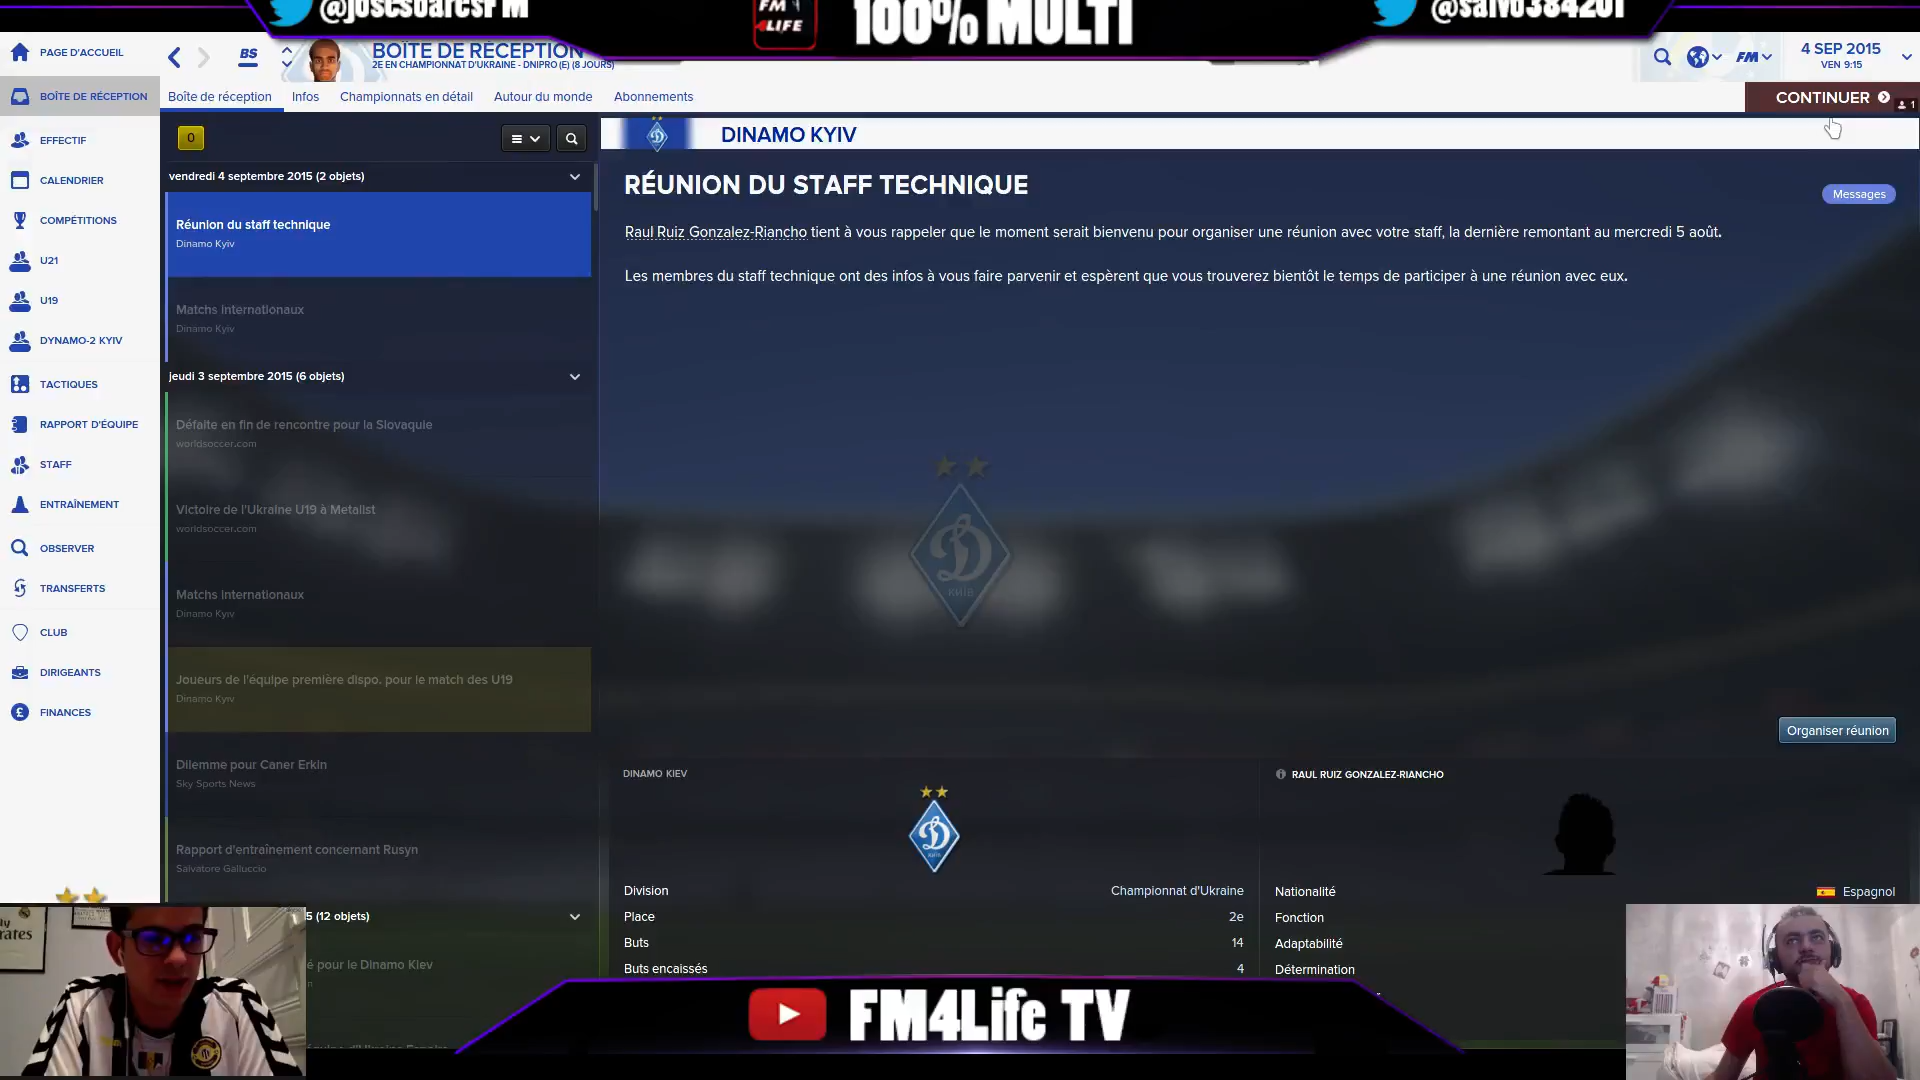 @josesoaresFM
FM
4LIFE
100% MULTI
@salvo384201
PAGE D'ACCUEIL
BS
BOÎTE DE RÉCEPTION
2E EN CHAMPIONNAT D'UKRAINE - DNIPRO (E) (8 JOURS)
FM
4 SEP 2015
VEN 9:15
BOÎTE DE RÉCEPTION
Boîte de réception
Infos
Championnats en détail
Autour du monde
Abonnements
CONTINUER
1
EFFECTIF
CALENDRIER
COMPÉTITIONS
U21
U19
DYNAMO-2 KYIV
TACTIQUES
RAPPORT D'ÉQUIPE
STAFF
ENTRAÎNEMENT
OBSERVER
TRANSFERTS
CLUB
DIRIGEANTS
FINANCES
0
vendredi 4 septembre 2015 (2 objets)
Réunion du staff technique
Dinamo Kyiv
Matchs internationaux
Dinamo Kyiv
jeudi 3 septembre 2015 (6 objets)
Défaite en fin de rencontre pour la Slovaquie
worldsoccer.com
Victoire de l'Ukraine U19 à Metalist
worldsoccer.com
Matchs internationaux
Dinamo Kyiv
Joueurs de l'équipe première dispo. pour le match des U19
Dinamo Kyiv
Dilemme pour Caner Erkin
Sky Sports News
Rapport d'entraînement concernant Rusyn
Salvatore Galluccio
5 (12 objets)
é pour le Dinamo Kiev
DINAMO KYIV
RÉUNION DU STAFF TECHNIQUE
Messages
Raul Ruiz Gonzalez-Riancho tient à vous rappeler que le moment serait bienvenu pour organiser une réunion avec votre staff, la dernière remontant au mercredi 5 août.
Les membres du staff technique ont des infos à vous faire parvenir et espèrent que vous trouverez bientôt le temps de participer à une réunion avec eux.
КИЇВ
Organiser réunion
DINAMO KIEV
Division Championnat d'Ukraine
Place 2e
Buts 14
Buts encaissés 4
RAUL RUIZ GONZALEZ-RIANCHO
Nationalité Espagnol
Fonction
Adaptabilité
Détermination
FM4Life TV